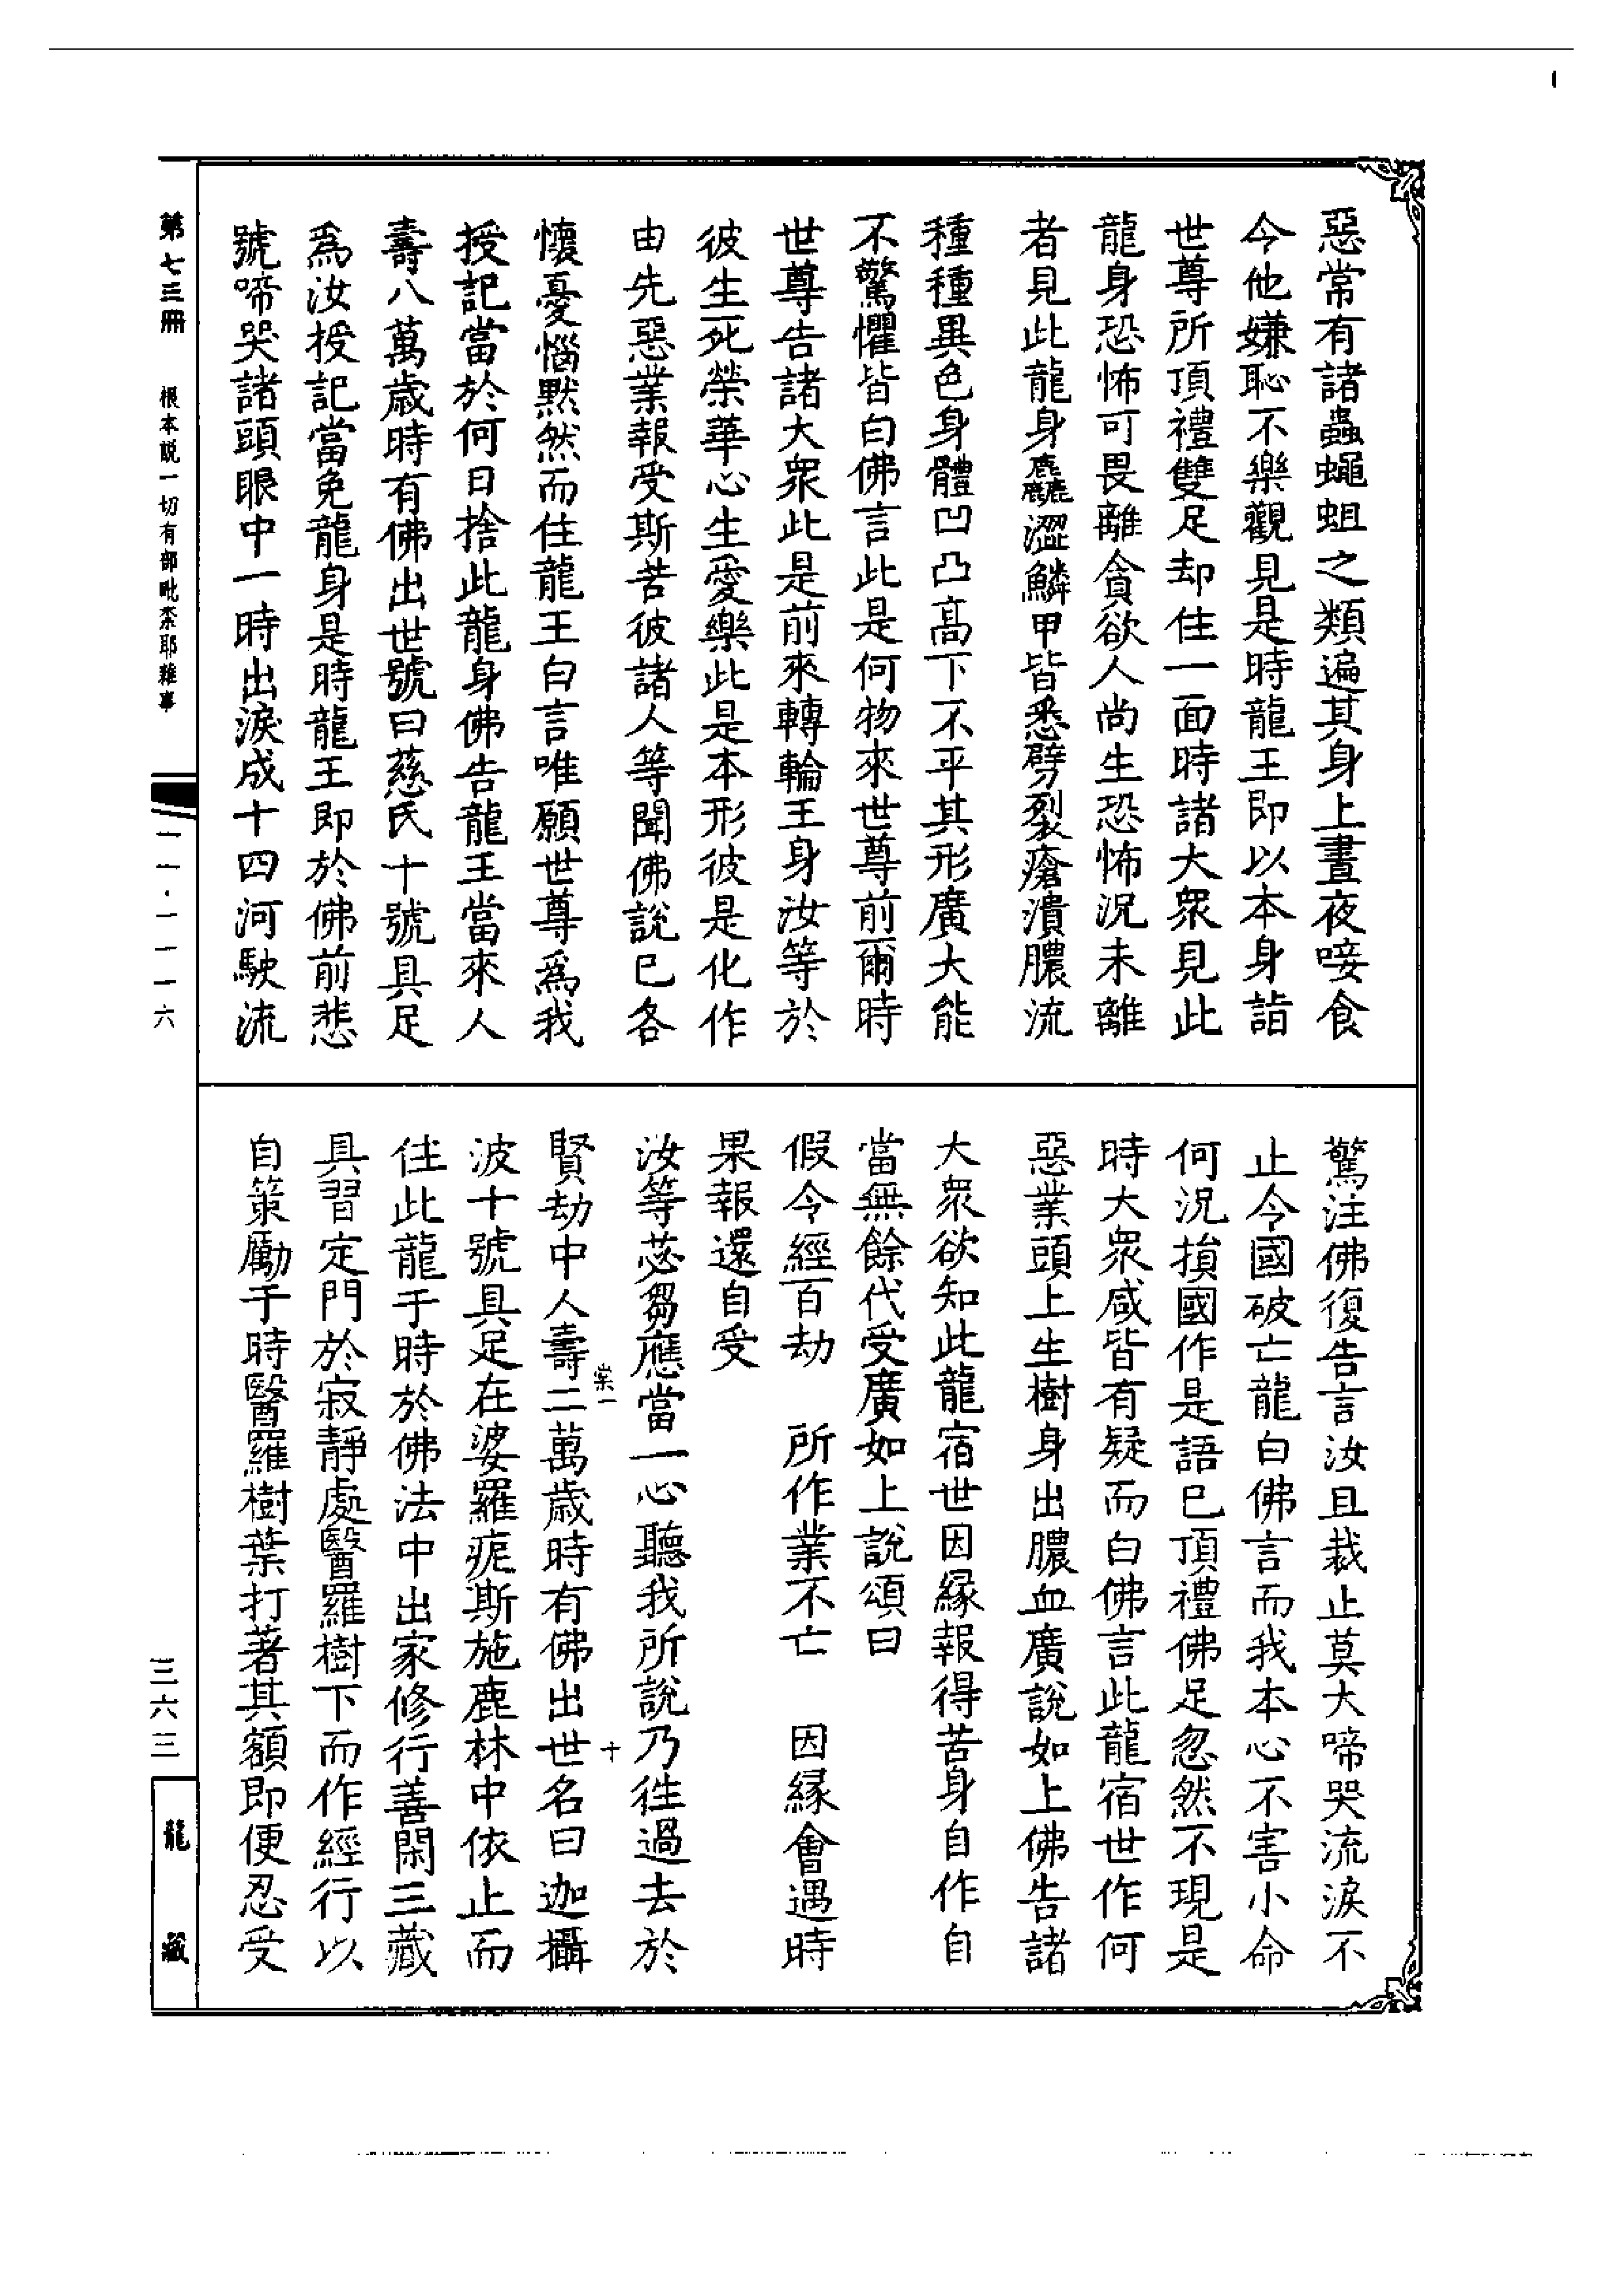 惡常有諸蟲蠅蛆之類遍其身上晝夜唼食
今他嫌恥不樂觀見是時龍王即以本身詣
世尊所頂禮雙足却住一面時諸大衆見此
龍身恐怖可畏離貪欲人尚生恐怖況未離
者見此龍身麤澀鱗甲皆悉劈裂瘡潰膿流
種種異色身體凹凸高下不平其形廣大能
不驚懼皆白佛言此是何物來世尊前爾時
世尊告諸大衆此是前來轉輪王身汝等於
彼生死榮華心生愛樂此是本形彼是化作
由先惡業報受斯苦彼諸人等聞佛說已各
懷憂惱默然而住龍王白言唯願世尊爲我
授記當於何日捨此龍身佛告龍王當來人
壽八萬歲時有佛出世號曰慈氏十號具足
爲汝授記當免龍身是時龍王即於佛前悲
號啼哭諸頭眼中一時出淚成十四河駛流
驚注佛復告言汝且裁止莫大啼哭流淚不
止令國破亡龍白佛言而我本心不害小命
何況損國作是語已頂禮佛足忽然不現是
時大衆咸皆有疑而白佛言此龍宿世作何
惡業頭上生樹身出膿血廣說如上佛告諸
大衆欲知此龍宿世因緣報得苦身自作自
當無餘代受廣如上說頌曰
假令經百劫　所作業不亡　因緣會遇時
果報還自受
汝等苾芻應當一心聽我所說乃往過去於
賢劫中人壽二萬歲時有佛出世名曰迦攝
波十號具足在婆羅痆斯施鹿林中依止而
住此龍于時於佛法中出家修行善閑三藏
具習定門於寂靜處醫羅樹下而作經行以
自策勵于時醫羅樹葉打著其額即便忍受
業一
十
第七三冊　根本說一切有部毗柰耶雜事
一一・一一一六
三六三
龍藏